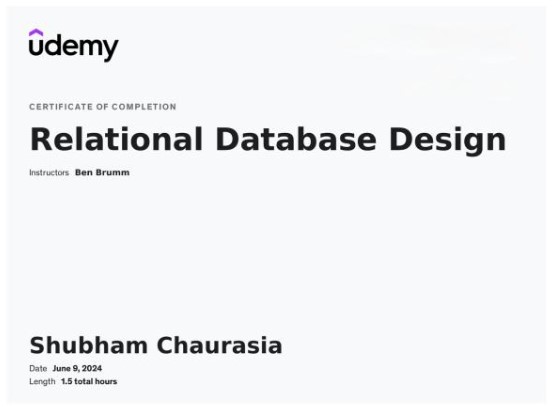 udemy
CERTIFICATE OF COMPLETION
Relational Database Design
Instructors Ben Brumm
Shubham Chaurasia
Date June 9, 2024
Length 1.5 total hours